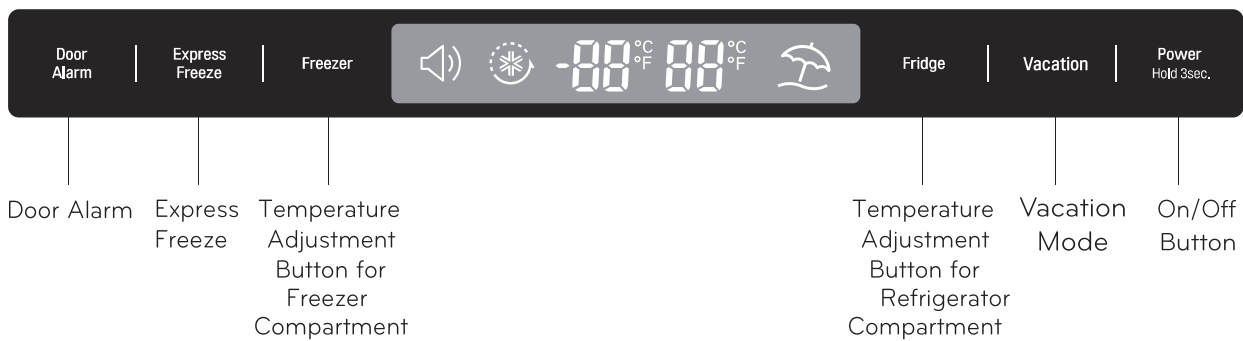 Door
Alarm
Express
Freeze
Freezer
-88 °C °F 88 °C °F
Fridge
Vacation
Power
Hold 3sec.
Door Alarm
Express
Freeze
Temperature
Adjustment
Button for
Freezer
Compartment
Temperature
Adjustment
Button for
Refrigerator
Compartment
Vacation
Mode
On/Off
Button